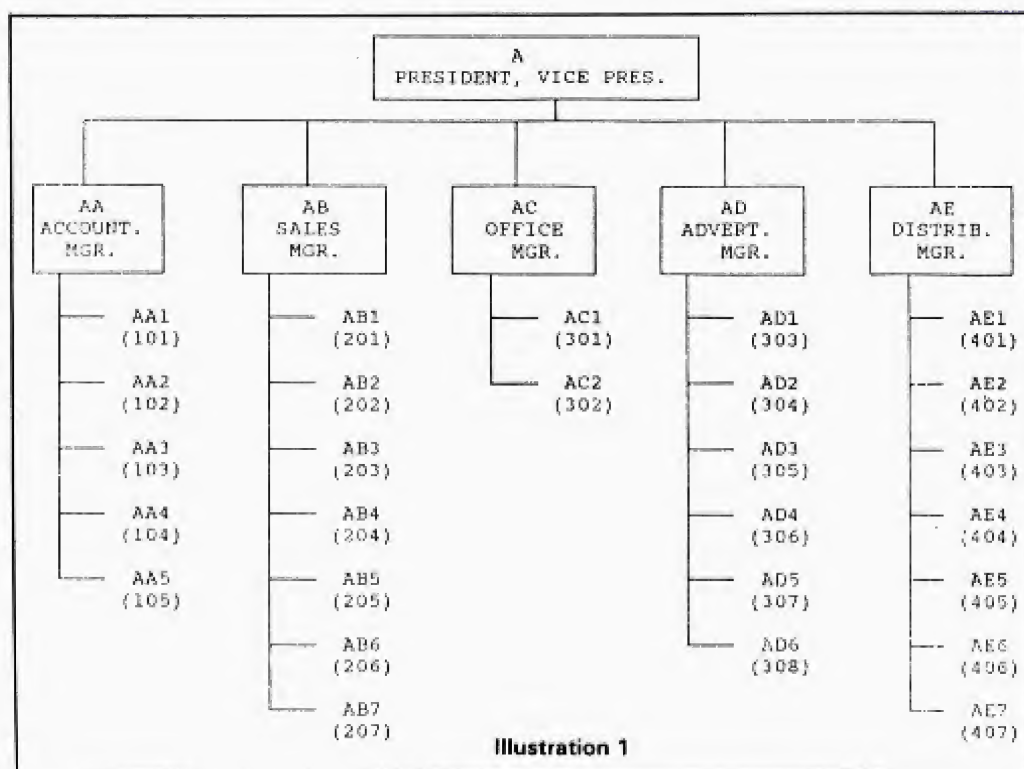 A
PRESIDENT, VICE PRES.
AA
ACCOUNT.
MGR.
AB
SALES
MGR.
AC
OFFICE
MGR.
AD
ADVERT.
MGR.
AE
DISTRIB.
MGR.
AA1
(101)
AA2
(102)
AA3
(103)
AA4
(104)
AA5
(105)
AB1
(201)
AB2
(202)
AB3
(203)
AB4
(204)
AB5
(205)
AB6
(206)
AB7
(207)
AC1
(301)
AC2
(302)
AD1
(303)
AD2
(304)
AD3
(305)
AD4
(306)
AD5
(307)
AD6
(308)
AE1
(401)
AE2
(402)
AE3
(403)
AE4
(404)
AE5
(405)
AE6
(406)
AE7
(407)
Illustration 1